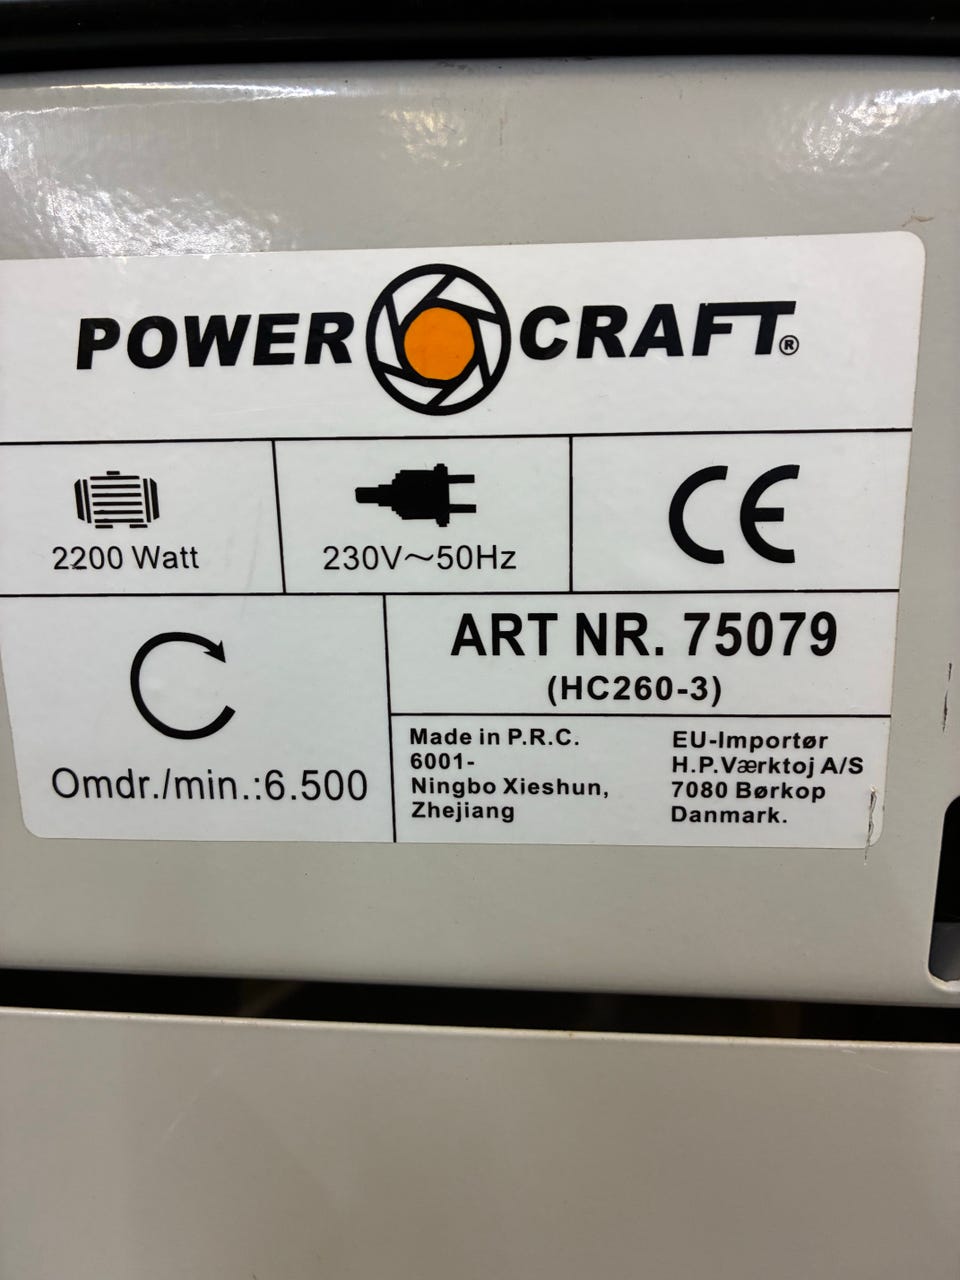 POWER CRAFT®
2200 Watt
230V~50Hz
CE
Omdr./min.:6.500
ART NR. 75079
(HC260-3)
Made in P.R.C.
6001-
Ningbo Xieshun,
Zhejiang
EU-Importør
H.P.Værktoj A/S
7080 Børkop
Danmark.